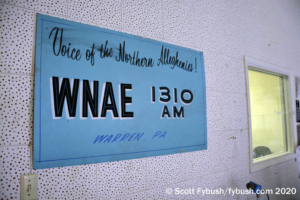 Voice of the Northern Alleghenies!
WNAE 1310
AM
WARREN, PA
© Scott Fybush/fybush.com 2020